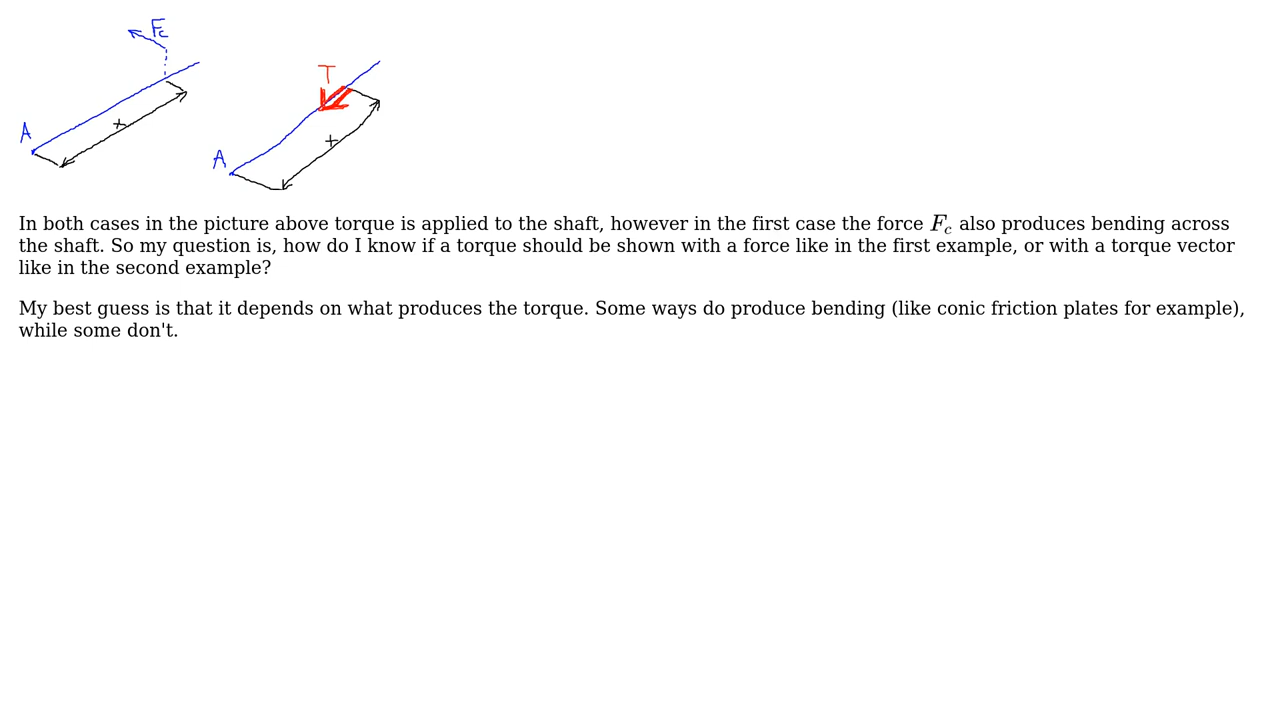 Fc
T
A
x
A
x
In both cases in the picture above torque is applied to the shaft, however in the first case the force F_c also produces bending across
the shaft. So my question is, how do I know if a torque should be shown with a force like in the first example, or with a torque vector
like in the second example?
My best guess is that it depends on what produces the torque. Some ways do produce bending (like conic friction plates for example),
while some don't.